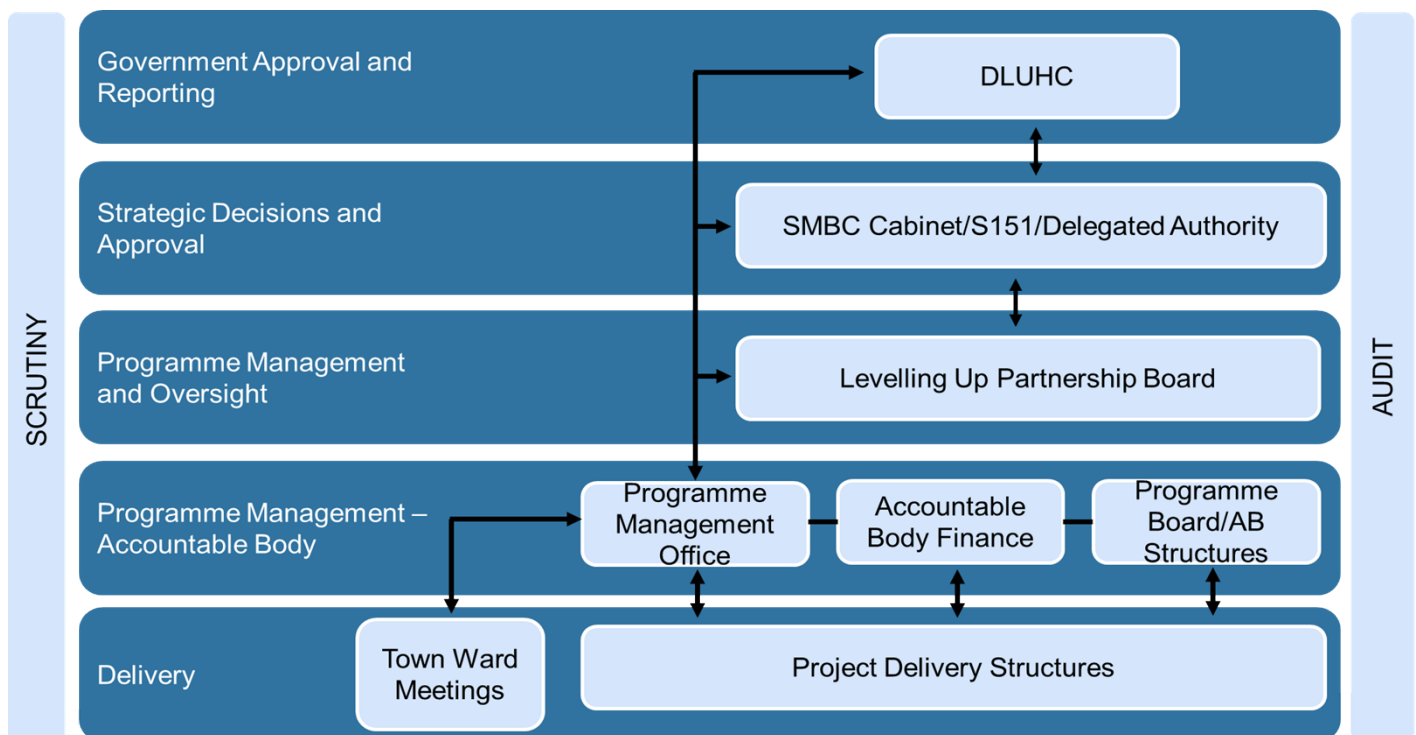 SCRUTINY
Government Approval and
Reporting
DLUHC
Strategic Decisions and
Approval
SMBC Cabinet/S151/Delegated Authority
Programme Management
and Oversight
Levelling Up Partnership Board
Programme Management –
Accountable Body
Programme
Management
Office
Accountable
Body Finance
Programme
Board/AB
Structures
Delivery
Town Ward
Meetings
Project Delivery Structures
AUDIT